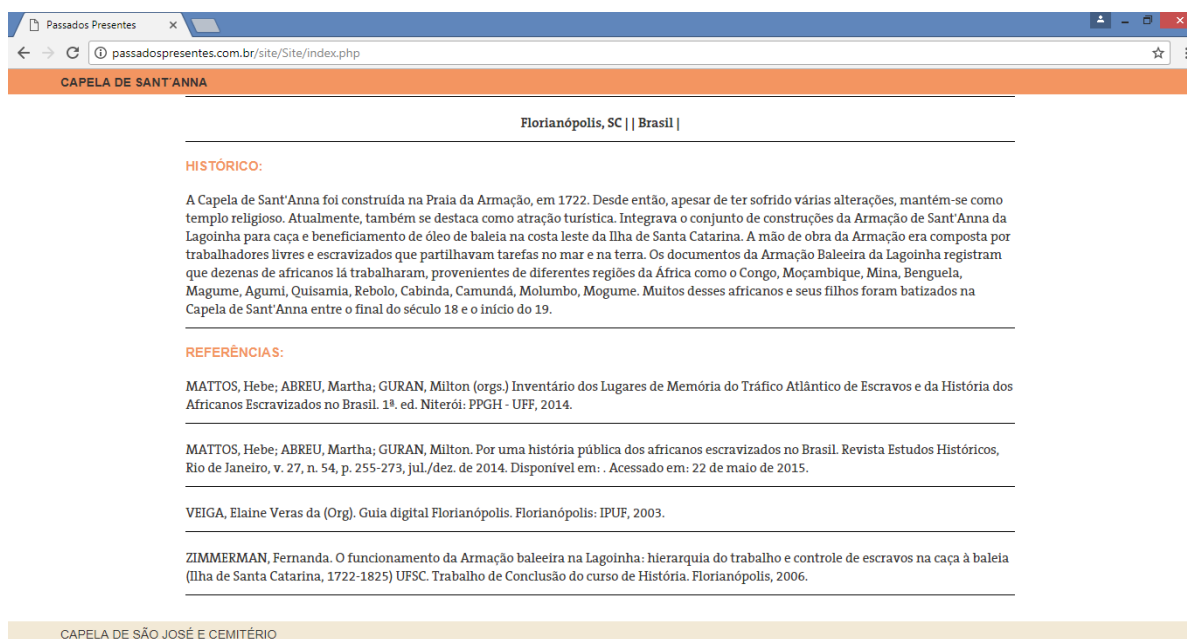 Passados Presentes
passadospresentes.com.br/site/Site/index.php
CAPELA DE SANT´ANNA
Florianópolis, SC | | Brasil |
HISTÓRICO:
A Capela de Sant'Anna foi construída na Praia da Armação, em 1722. Desde então, apesar de ter sofrido várias alterações, mantém-se como
templo religioso. Atualmente, também se destaca como atração turística. Integrava o conjunto de construções da Armação de Sant'Anna da
Lagoinha para caça e beneficiamento de óleo de baleia na costa leste da Ilha de Santa Catarina. A mão de obra da Armação era composta por
trabalhadores livres e escravizados que partilhavam tarefas no mar e na terra. Os documentos da Armação Baleeira da Lagoinha registram
que dezenas de africanos lá trabalharam, provenientes de diferentes regiões da África como o Congo, Moçambique, Mina, Benguela,
Magume, Agumi, Quisamia, Rebolo, Cabinda, Camundá, Molumbo, Mogume. Muitos desses africanos e seus filhos foram batizados na
Capela de Sant'Anna entre o final do século 18 e o início do 19.
REFERÊNCIAS:
MATTOS, Hebe; ABREU, Martha; GURAN, Milton (orgs.) Inventário dos Lugares de Memória do Tráfico Atlântico de Escravos e da História dos
Africanos Escravizados no Brasil. 1ª. ed. Niterói: PPGH - UFF, 2014.
MATTOS, Hebe; ABREU, Martha; GURAN, Milton. Por uma história pública dos africanos escravizados no Brasil. Revista Estudos Históricos,
Rio de Janeiro, v. 27, n. 54, p. 255-273, jul./dez. de 2014. Disponível em: . Acessado em: 22 de maio de 2015.
VEIGA, Elaine Veras da (Org). Guia digital Florianópolis. Florianópolis: IPUF, 2003.
ZIMMERMAN, Fernanda. O funcionamento da Armação baleeira na Lagoinha: hierarquia do trabalho e controle de escravos na caça à baleia
(Ilha de Santa Catarina, 1722-1825) UFSC. Trabalho de Conclusão do curso de História. Florianópolis, 2006.
CAPELA DE SÃO JOSÉ E CEMITÉRIO